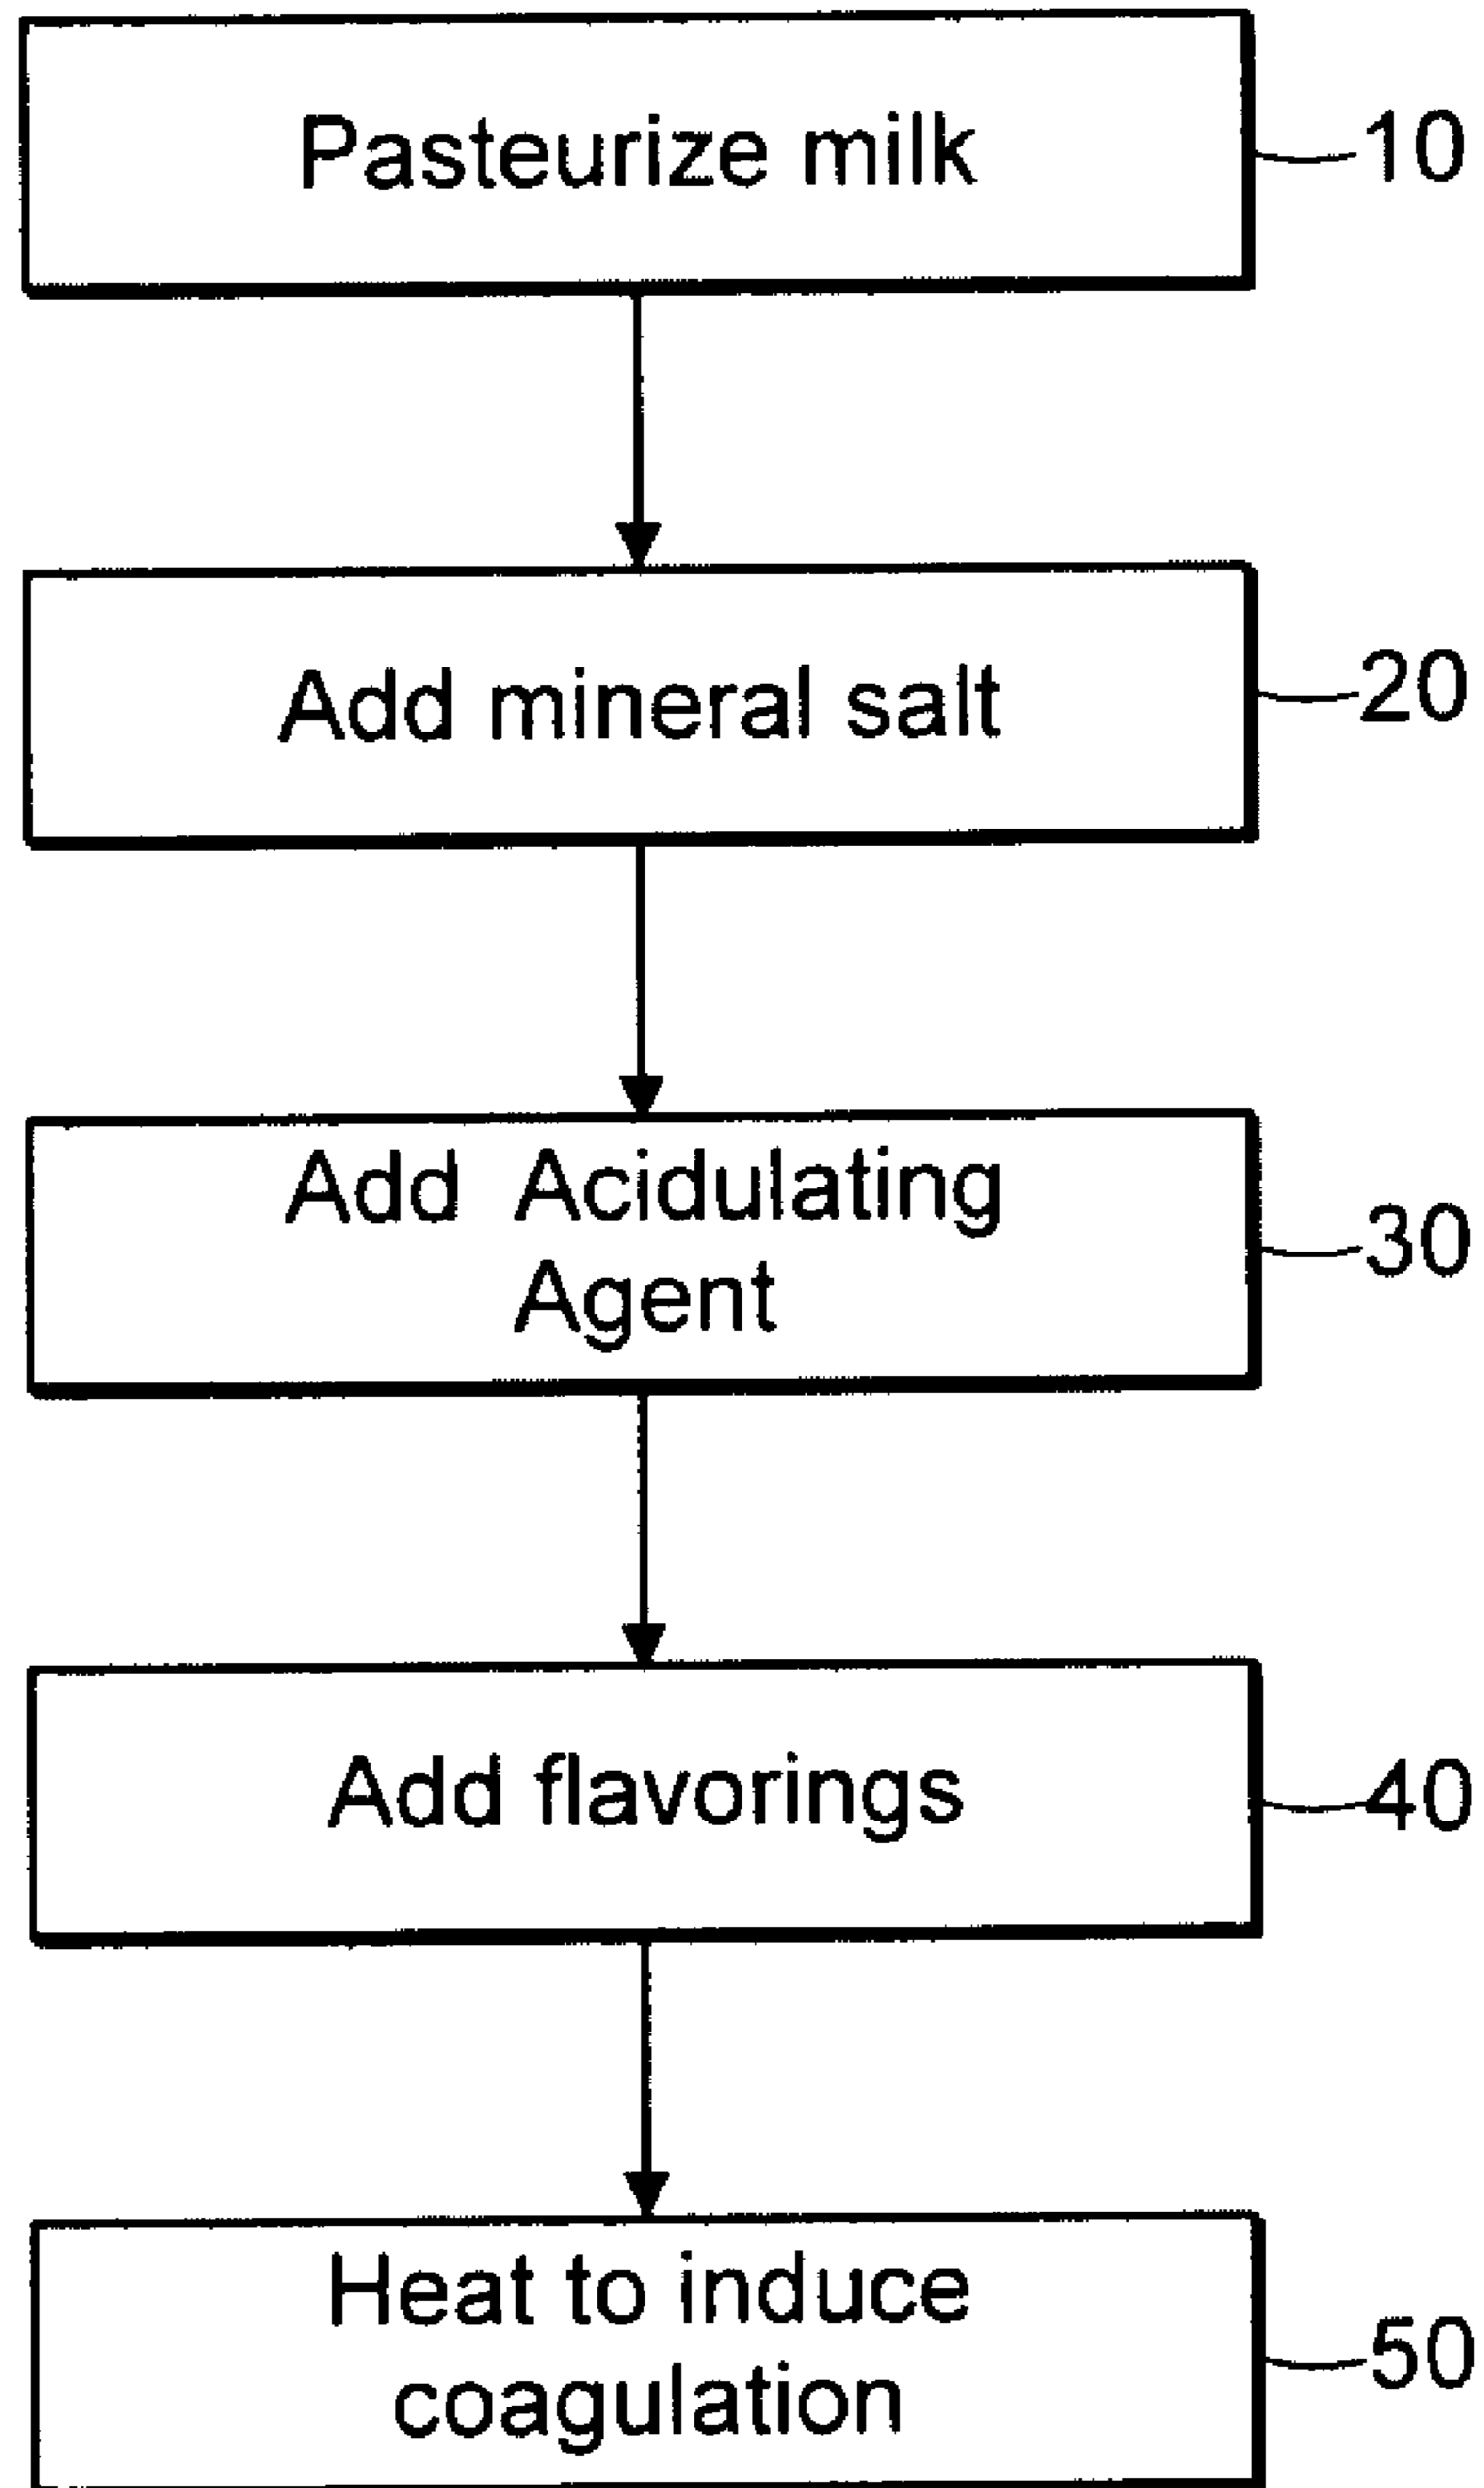 Pasteurize milk
10
Add mineral salt
20
Add Acidulating
Agent
30
Add flavorings
40
Heat to induce
coagulation
50